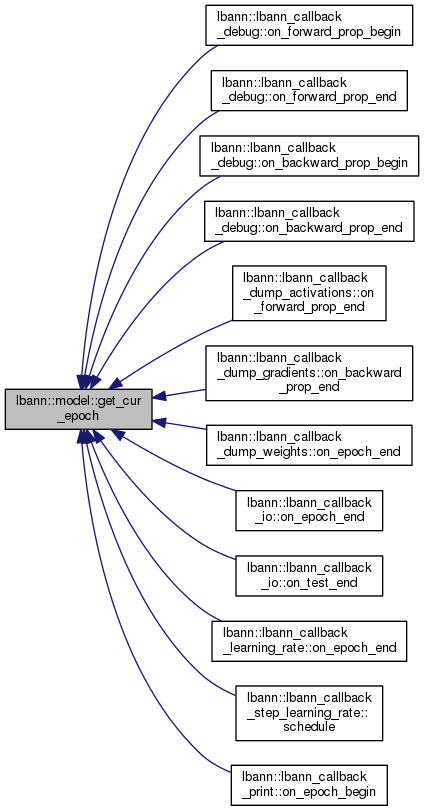 lbann::lbann_callback
_debug::on_forward_prop_begin
lbann::lbann_callback
_debug::on_forward_prop_end
lbann::lbann_callback
_debug::on_backward_prop_begin
lbann::lbann_callback
_debug::on_backward_prop_end
lbann::lbann_callback
_dump_activations::on
_forward_prop_end
lbann::lbann_callback
_dump_gradients::on_backward
_prop_end
lbann::model::get_cur
_epoch
lbann::lbann_callback
_dump_weights::on_epoch_end
lbann::lbann_callback
_io::on_epoch_end
lbann::lbann_callback
_io::on_test_end
lbann::lbann_callback
_learning_rate::on_epoch_end
lbann::lbann_callback
_step_learning_rate::
schedule
lbann::lbann_callback
_print::on_epoch_begin